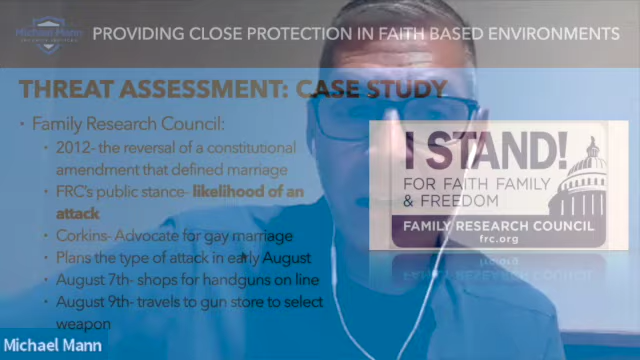 Michael Mann
SECURITY SERVICES
PROVIDING CLOSE PROTECTION IN FAITH BASED ENVIRONMENTS
THREAT ASSESSMENT: CASE STUDY
• Family Research Council:
• 2012- the reversal of a constitutional
amendment that defined marriage
• FRC's public stance- likelihood of an
attack
• Corkins- Advocate for gay marriage
• Plans the type of attack in early August
• August 7th- shops for handguns on line
• August 9th- travels to gun store to select
weapon
I STAND!
FOR FAITH FAMILY
& FREEDOM
FAMILY RESEARCH COUNCIL
frc.org
Michael Mann